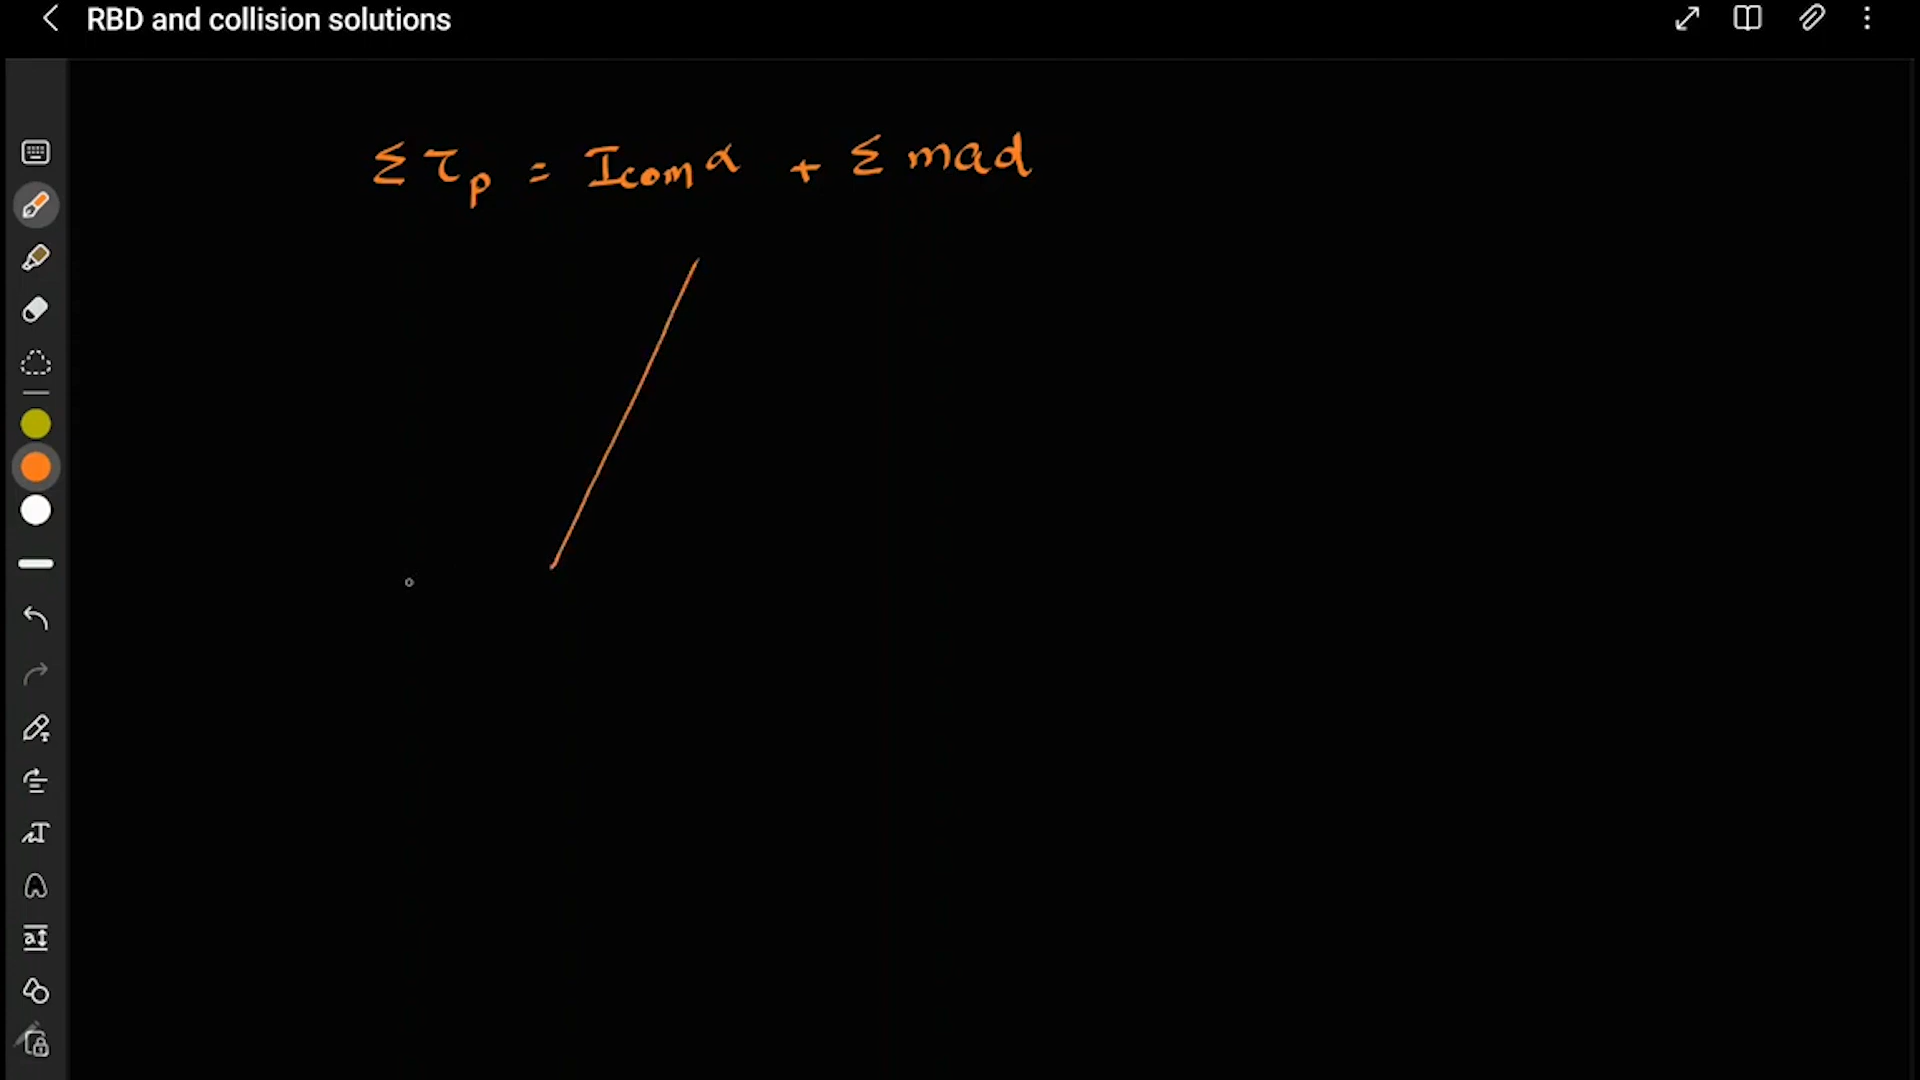 RBD and collision solutions
Σ τp = Icom α + Σ mad